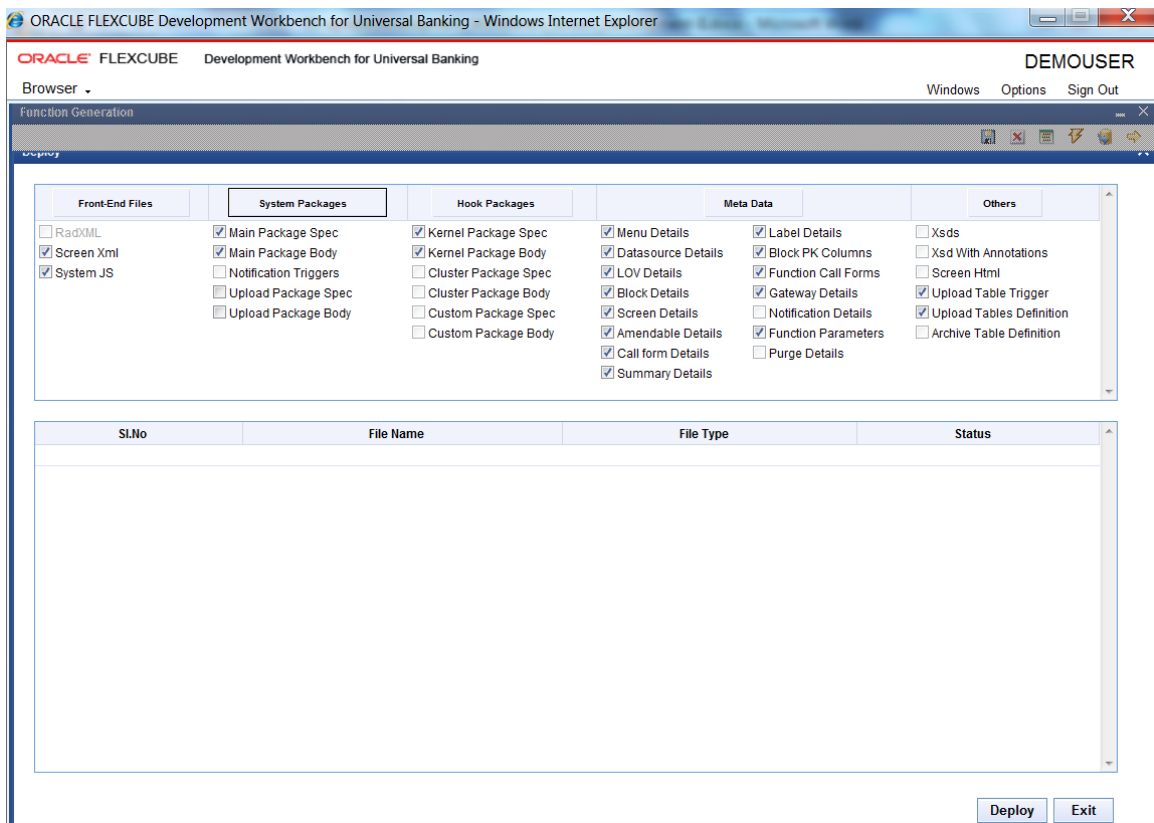 ORACLE FLEXCUBE Development Workbench for Universal Banking - Windows Internet Explorer
ORACLE FLEXCUBE Development Workbench for Universal Banking
DEMOUSER
Browser
Windows Options Sign Out
Function Generation
Deploy
Front-End Files System Packages Hook Packages Meta Data Others
RadXML Main Package Spec Kernel Package Spec Menu Details Label Details Xsds
Screen Xml Main Package Body Kernel Package Body Datasource Details Block PK Columns Xsd With Annotations
System JS Notification Triggers Cluster Package Spec LOV Details Function Call Forms Screen Html
Upload Package Spec Cluster Package Body Block Details Gateway Details Upload Table Trigger
Upload Package Body Custom Package Spec Screen Details Notification Details Upload Tables Definition
Custom Package Body Amendable Details Function Parameters Archive Table Definition
Call form Details Purge Details
Summary Details
Sl.No File Name File Type Status
Deploy Exit